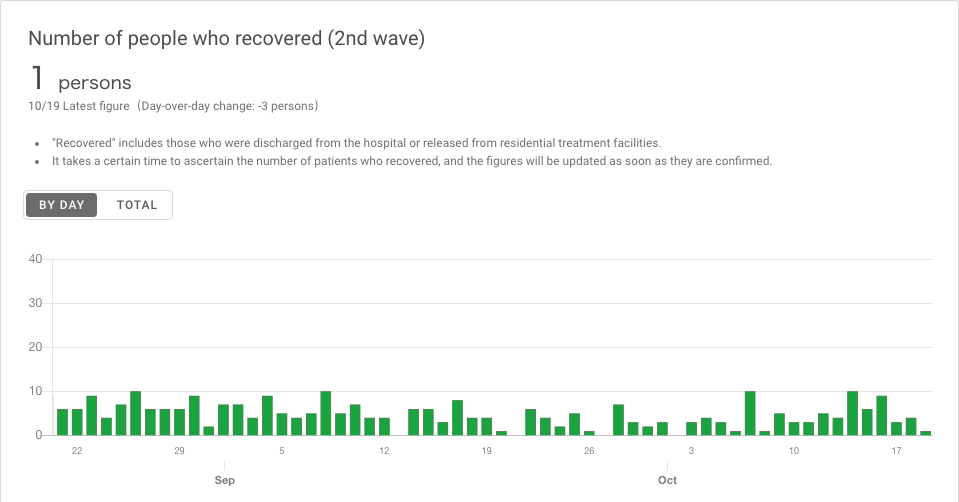 Number of people who recovered (2nd wave)
1 persons
10/19 Latest figure (Day-over-day change: -3 persons)
"Recovered" includes those who were discharged from the hospital or released from residential treatment facilities.
It takes a certain time to ascertain the number of patients who recovered, and the figures will be updated as soon as they are confirmed.
BY DAY TOTAL
40
30
20
10
0
22 29 5 12 19 26 3 10 17
Sep Oct